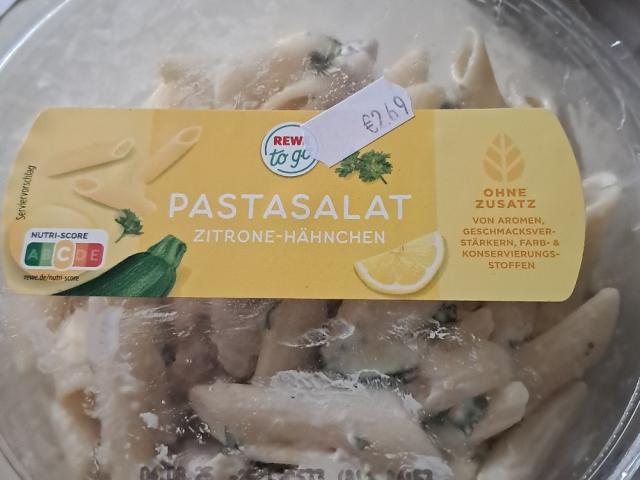 €2.69
REWE
to go
PASTASALAT
ZITRONE-HÄHNCHEN
Serviervorschlag
NUTRI-SCORE
ABCDE
rewe.de/nutri-score
OHNE
ZUSATZ
VON AROMEN,
GESCHMACKSVER-
STÄRKERN, FARB- &
KONSERVIERUNGS-
STOFFEN